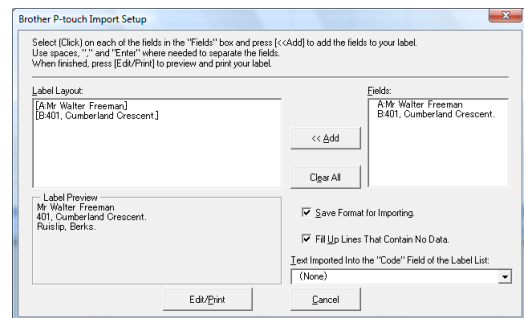 Brother P-touch Import Setup
Select (Click) on each of the fields in the "Fields" box and press [<<Add] to add the fields to your label.
Use spaces, "," and "Enter" where needed to separate the fields.
When finished, press [Edit/Print] to preview and print your label.
Label Layout:
[A:Mr Walter Freeman]
[B:401, Cumberland Crescent.]
Fields:
A:Mr Walter Freeman
B:401, Cumberland Crescent.
<< Add
Clear All
Label Preview
Mr Walter Freeman
401, Cumberland Crescent.
Ruislip, Berks.
Save Format for Importing.
Fill Up Lines That Contain No Data.
Text Imported Into the "Code" Field of the Label List:
(None)
Edit/Print
Cancel